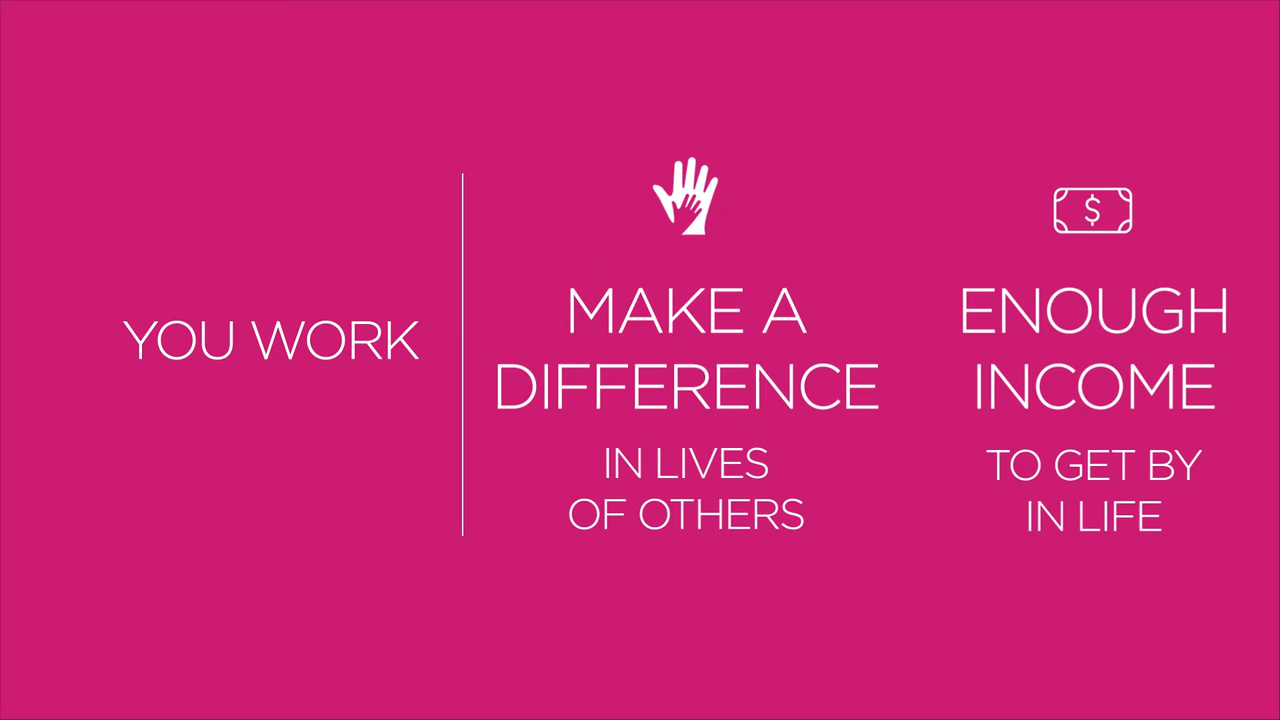 YOU WORK
MAKE A
DIFFERENCE
IN LIVES
OF OTHERS
$
ENOUGH
INCOME
TO GET BY
IN LIFE